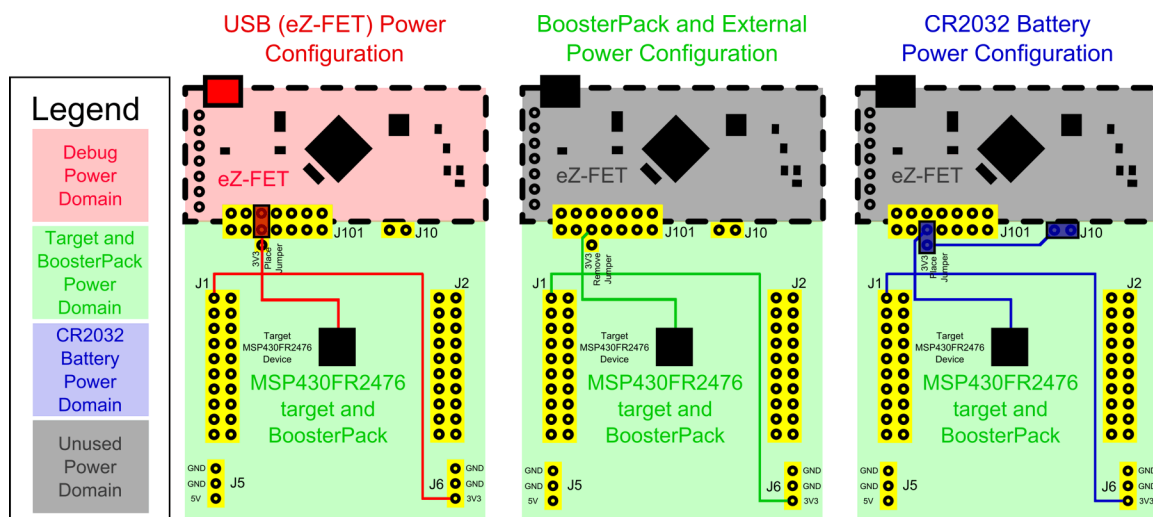 USB (eZ-FET) Power
Configuration
BoosterPack and External
Power Configuration
CR2032 Battery
Power Configuration
Legend
Debug
Power
Domain
Target and
BoosterPack
Power
Domain
CR2032
Battery
Power
Domain
Unused
Power
Domain
eZ-FET
J101
J10
3V3
Place
Jumper
J1
J2
Target
MSP430FR2476
Device
MSP430FR2476
target and
BoosterPack
GND
GND
5V
J5
J6
GND
GND
3V3
eZ-FET
J101
J10
3V3
Remove
Jumper
J1
J2
Target
MSP430FR2476
Device
MSP430FR2476
target and
BoosterPack
GND
GND
5V
J5
J6
GND
GND
3V3
eZ-FET
J101
J10
3V3
Place
Jumper
J1
J2
Target
MSP430FR2476
Device
MSP430FR2476
target and
BoosterPack
GND
GND
5V
J5
J6
GND
GND
3V3